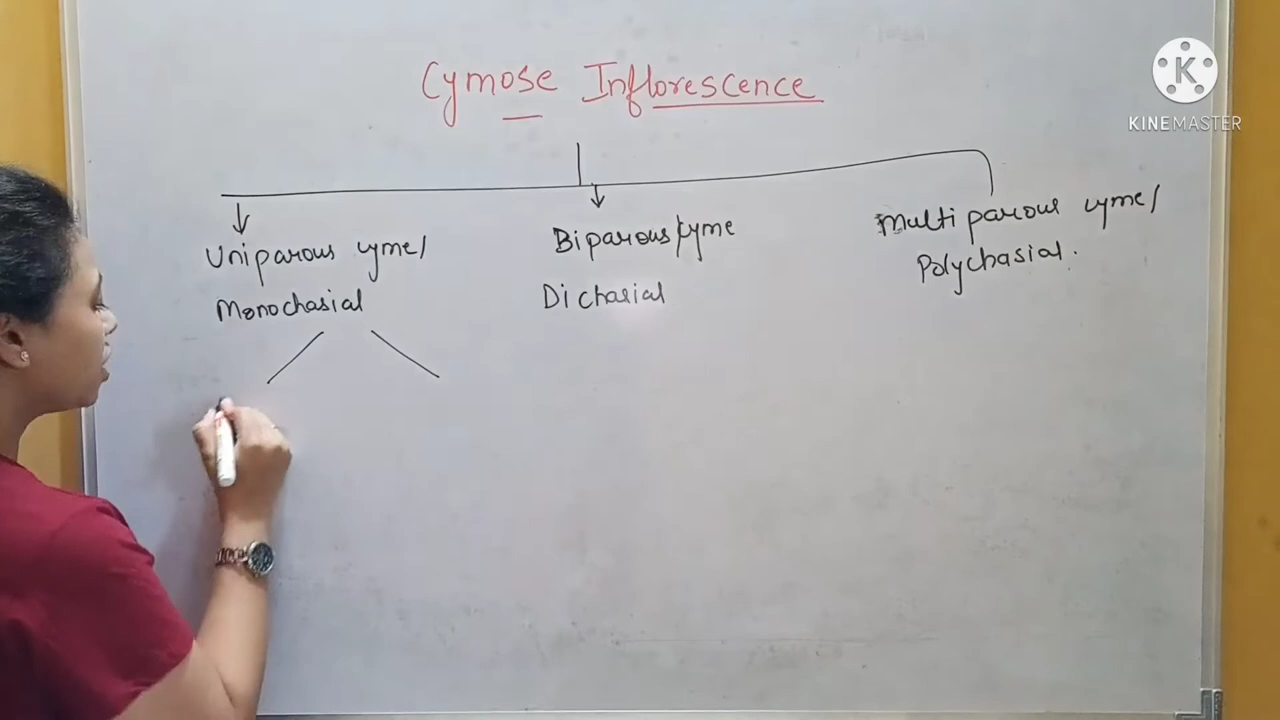 Cymose Inflorescence
KINEMASTER
Uniparous cyme/
Monochasial
Biparous/cyme
Dichasial
Multiparous cyme/
Polychasial.